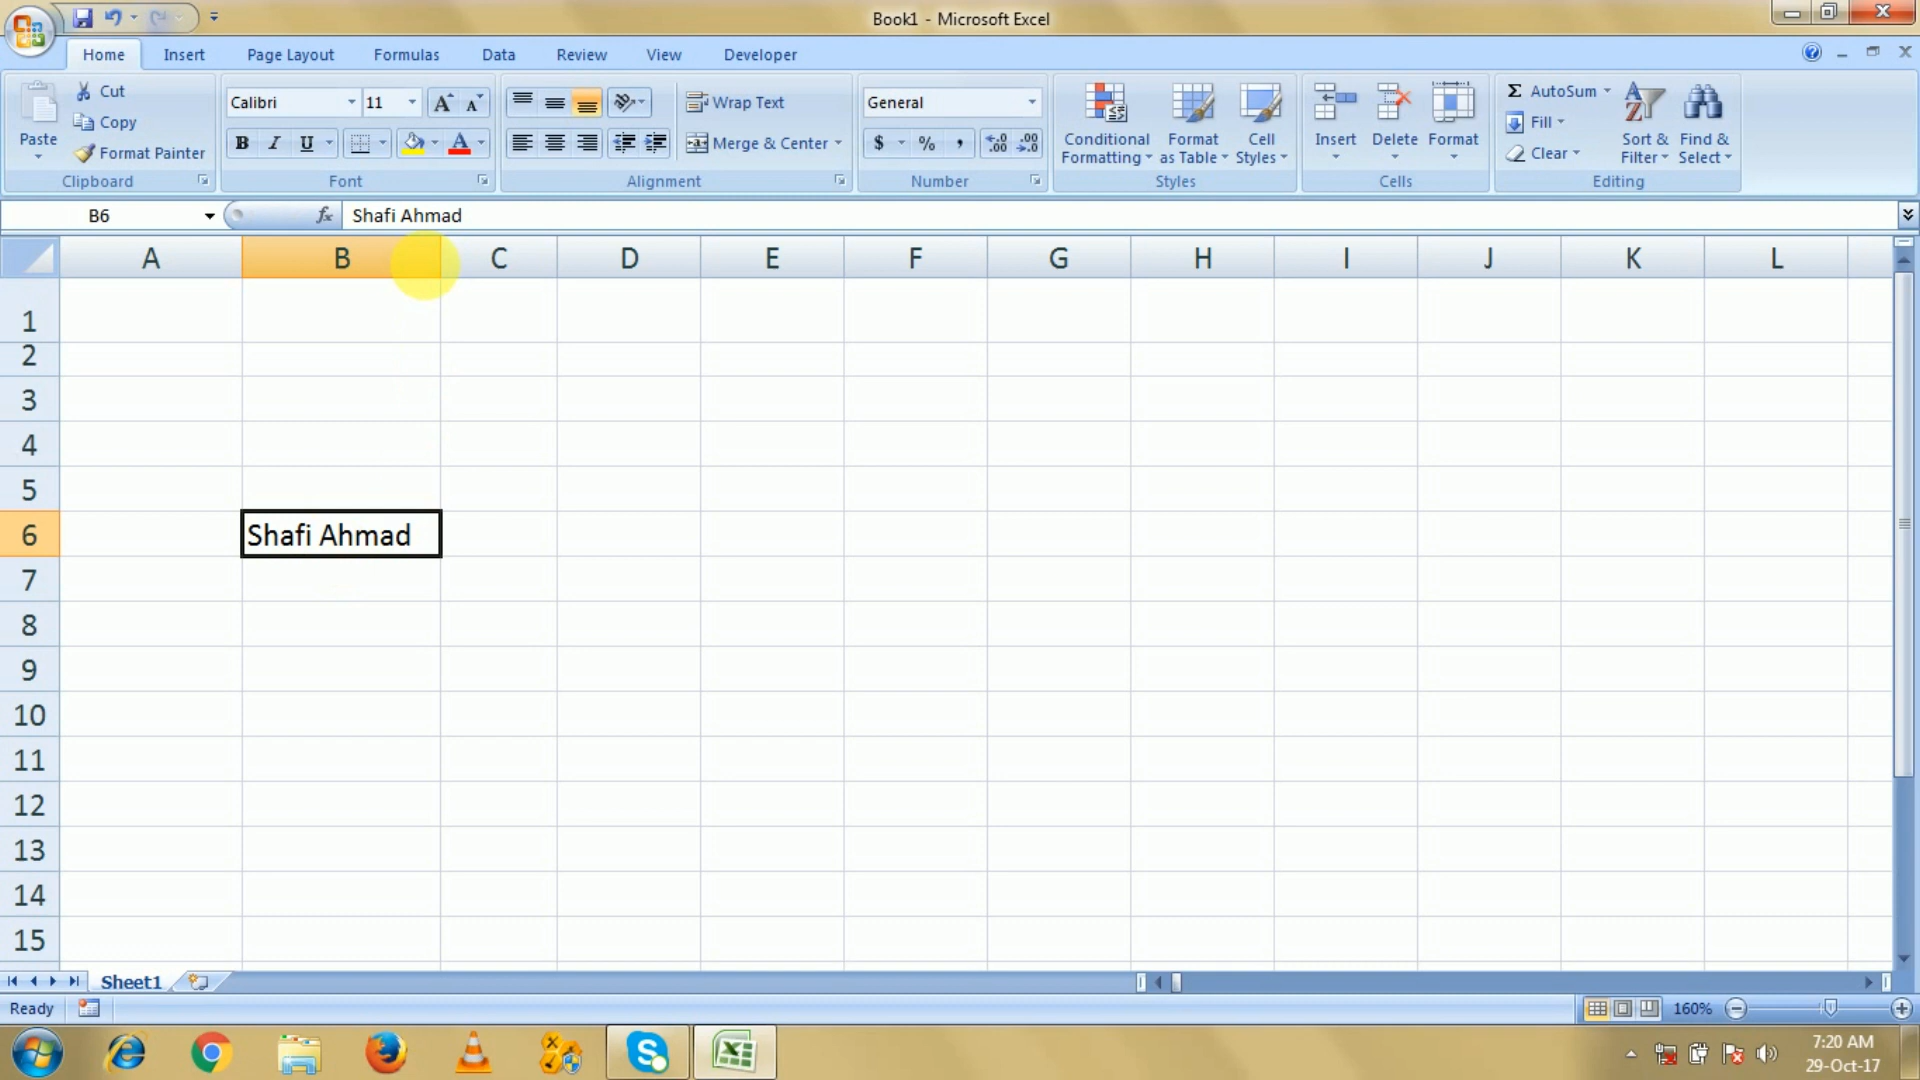 Book1 - Microsoft Excel
Home Insert Page Layout Formulas Data Review View Developer
Paste
Cut
Copy
Format Painter
Clipboard
Calibri 11
B I U A
Font
Wrap Text
Merge & Center
Alignment
General
$ % ,
Number
Conditional Formatting
Format as Table
Cell Styles
Styles
Insert Delete Format
Cells
Σ AutoSum
Fill
Clear
Sort & Filter
Find & Select
Editing
B6 fx Shafi Ahmad
A B C D E F G H I J K L
1
2
3
4
5
6 Shafi Ahmad
7
8
9
10
11
12
13
14
15
Sheet1
Ready 160%
7:20 AM
29-Oct-17